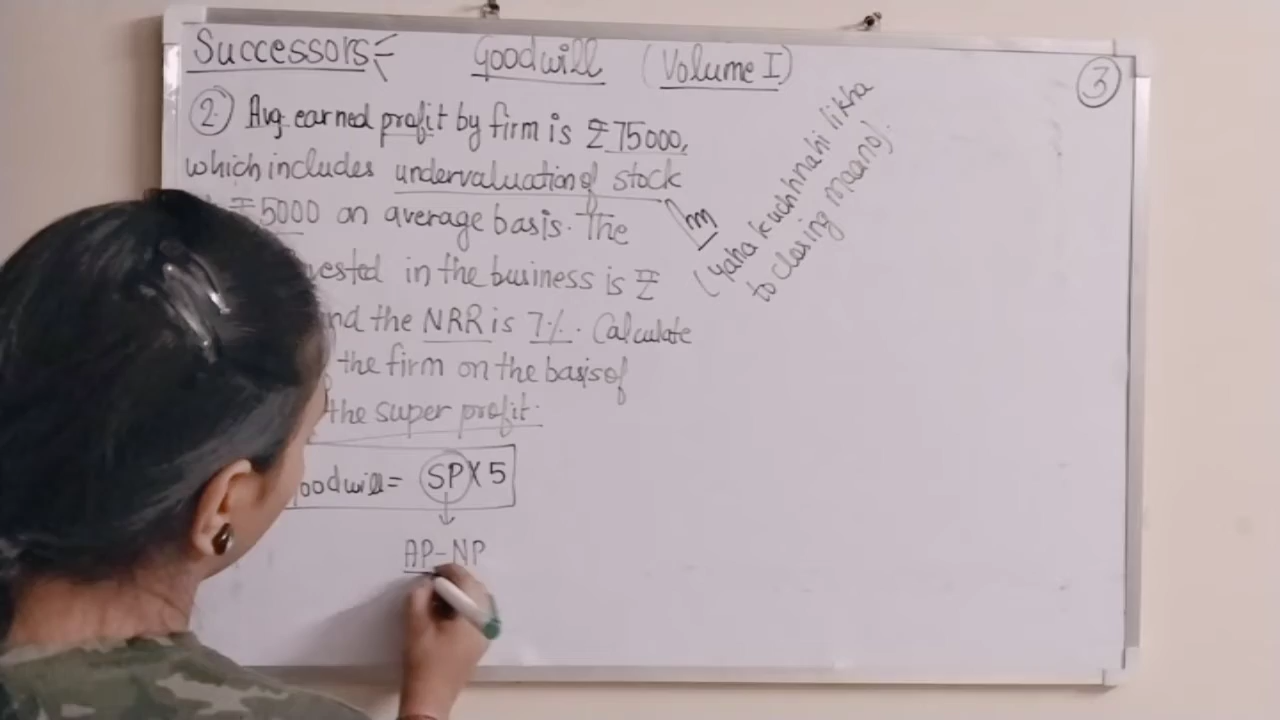 Successors Goodwill (Volume I)
3
2. Avg. earned profit by firm is ₹75000,
which includes undervaluation of stock
₹5000 on average basis. The
vested in the business is ₹
nd the NRR is 7%. Calculate
the firm on the basis of
the super profit.
(yaha kuchh nahi likha
to closing maano).
oodwill = SP X 5
AP-NP